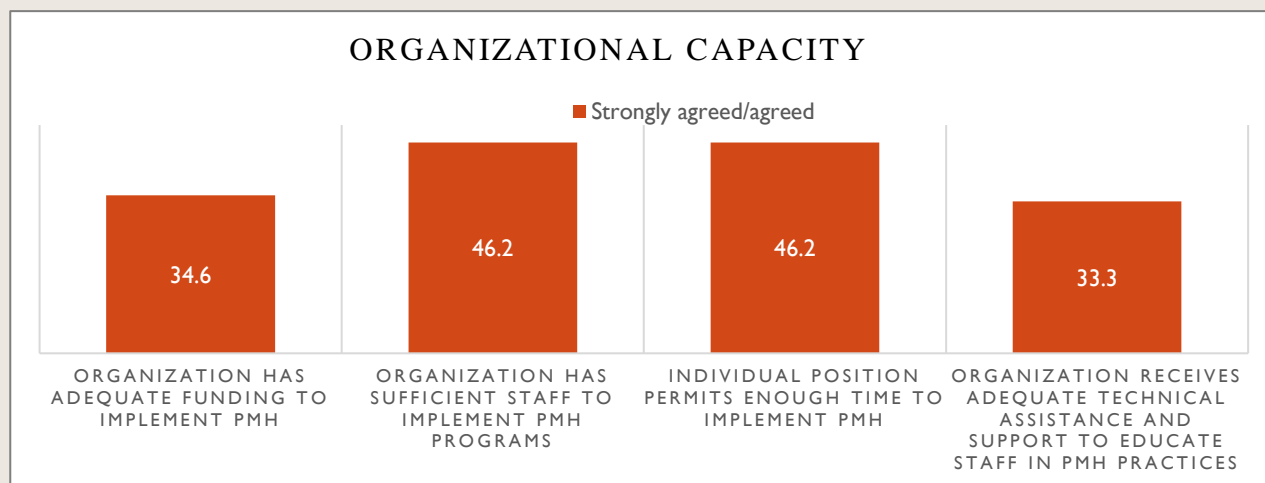 ORGANIZATIONAL CAPACITY
Strongly agreed/agreed
34.6
46.2
46.2
33.3
ORGANIZATION HAS
ADEQUATE FUNDING TO
IMPLEMENT PMH
ORGANIZATION HAS
SUFFICIENT STAFF TO
IMPLEMENT PMH
PROGRAMS
INDIVIDUAL POSITION
PERMITS ENOUGH TIME TO
IMPLEMENT PMH
ORGANIZATION RECEIVES
ADEQUATE TECHNICAL
ASSISTANCE AND
SUPPORT TO EDUCATE
STAFF IN PMH PRACTICES